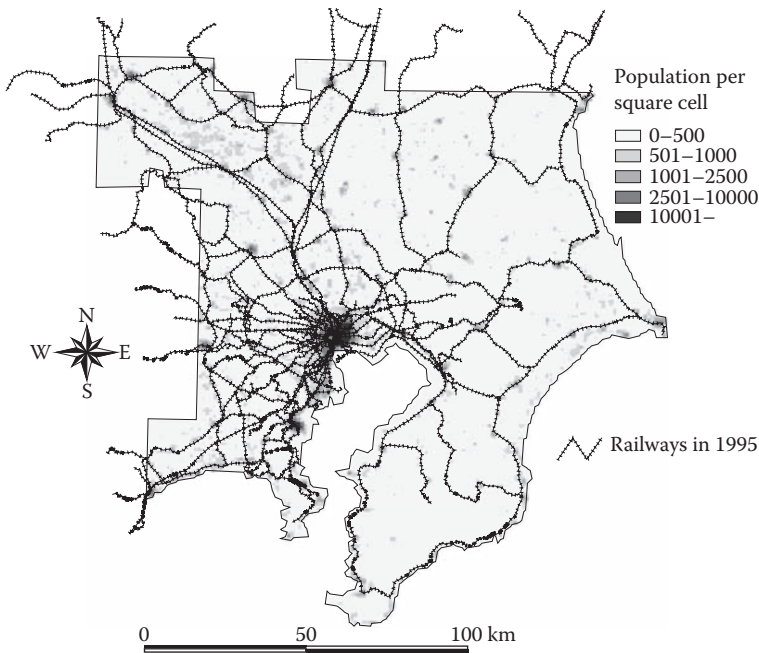 Population per
square cell
0–500
501–1000
1001–2500
2501–10000
10001–
N
W E
S
Railways in 1995
0 50 100 km